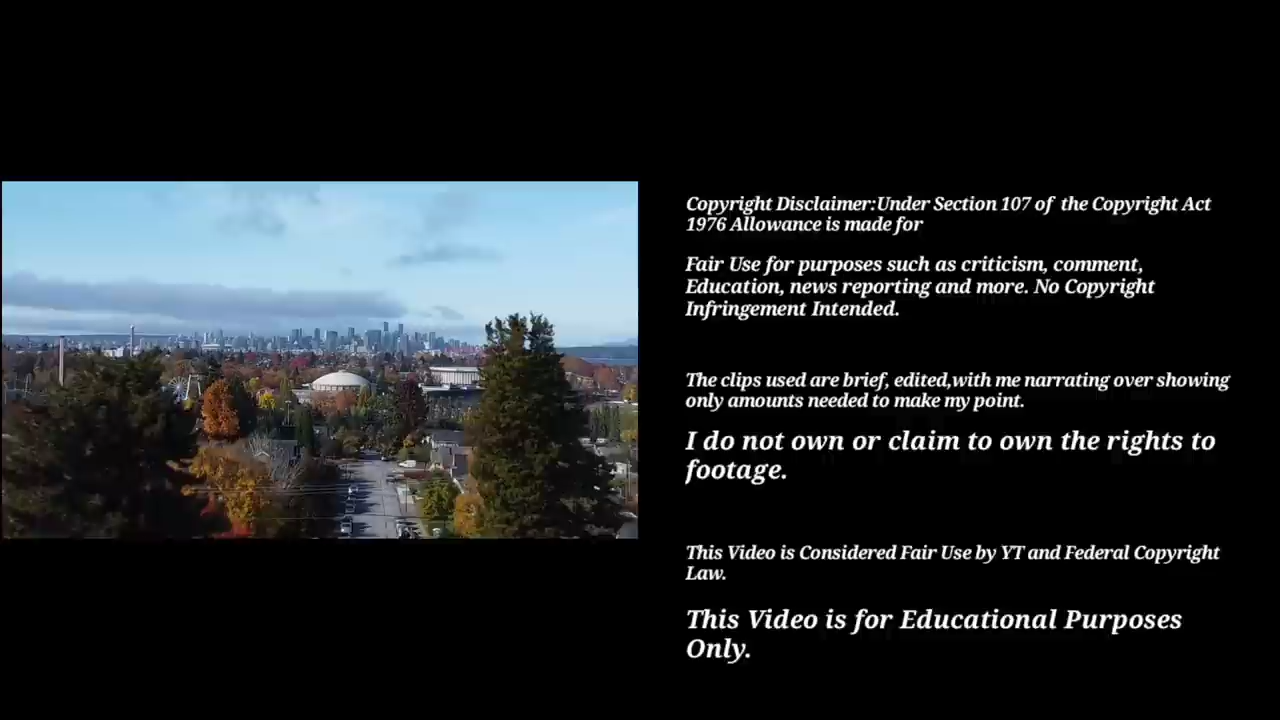 Copyright Disclaimer:Under Section 107 of the Copyright Act
1976 Allowance is made for
Fair Use for purposes such as criticism, comment,
Education, news reporting and more. No Copyright
Infringement Intended.
The clips used are brief, edited,with me narrating over showing
only amounts needed to make my point.
I do not own or claim to own the rights to
footage.
This Video is Considered Fair Use by YT and Federal Copyright
Law.
This Video is for Educational Purposes
Only.